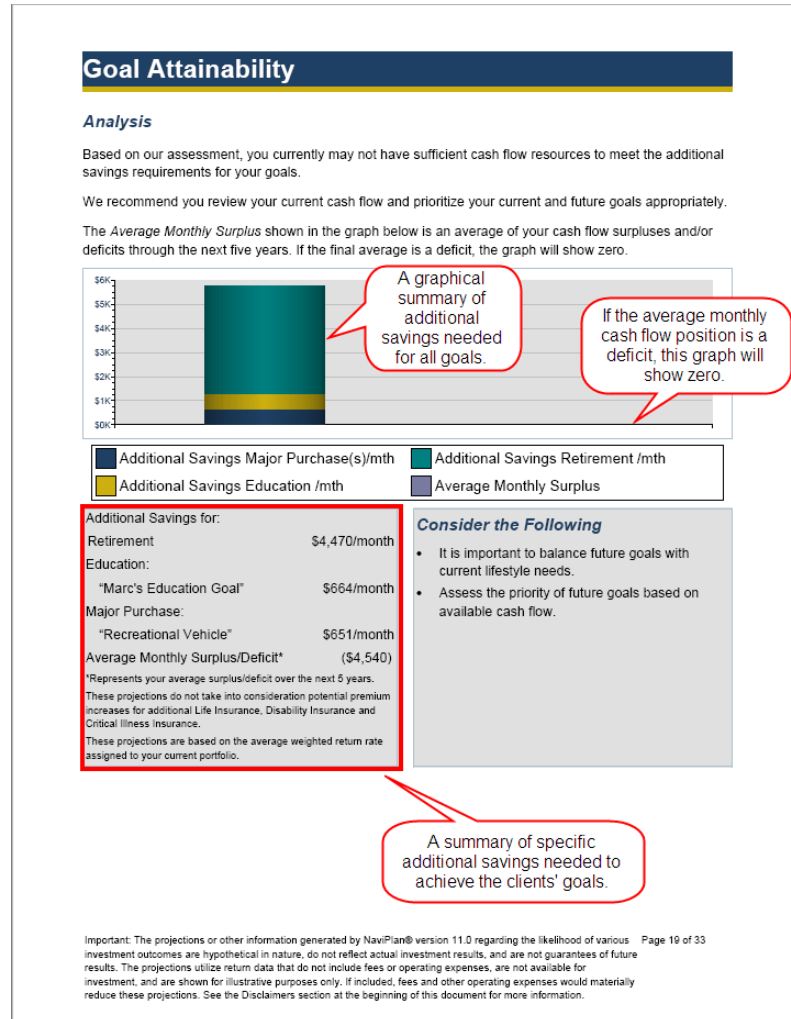 Goal Attainability
Analysis
Based on our assessment, you currently may not have sufficient cash flow resources to meet the additional
savings requirements for your goals.
We recommend you review your current cash flow and prioritize your current and future goals appropriately.
The Average Monthly Surplus shown in the graph below is an average of your cash flow surpluses and/or
deficits through the next five years. If the final average is a deficit, the graph will show zero.
$6K
$5K
$4K
$3K
$2K
$1K
$0K
A graphical
summary of
additional
savings needed
for all goals.
If the average monthly
cash flow position is a
deficit, this graph will
show zero.
Additional Savings Major Purchase(s)/mth
Additional Savings Retirement /mth
Additional Savings Education /mth
Average Monthly Surplus
Additional Savings for:
Retirement $4,470/month
Education:
“Marc's Education Goal” $664/month
Major Purchase:
“Recreational Vehicle” $651/month
Average Monthly Surplus/Deficit* ($4,540)
*Represents your average surplus/deficit over the next 5 years.
These projections do not take into consideration potential premium
increases for additional Life Insurance, Disability Insurance and
Critical Illness Insurance.
These projections are based on the average weighted return rate
assigned to your current portfolio.
Consider the Following
• It is important to balance future goals with
current lifestyle needs.
• Assess the priority of future goals based on
available cash flow.
A summary of specific
additional savings needed to
achieve the clients' goals.
Important: The projections or other information generated by NaviPlan® version 11.0 regarding the likelihood of various Page 19 of 33
investment outcomes are hypothetical in nature, do not reflect actual investment results, and are not guarantees of future
results. The projections utilize return data that do not include fees or operating expenses, are not available for
investment, and are shown for illustrative purposes only. If included, fees and other operating expenses would materially
reduce these projections. See the Disclaimers section at the beginning of this document for more information.